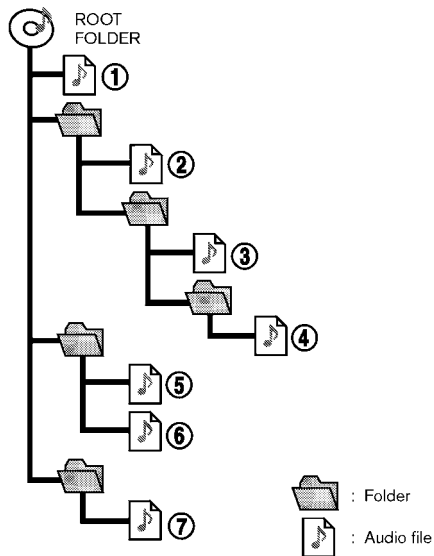 ROOT
FOLDER
①
②
③
④
⑤
⑥
⑦
: Folder
: Audio file